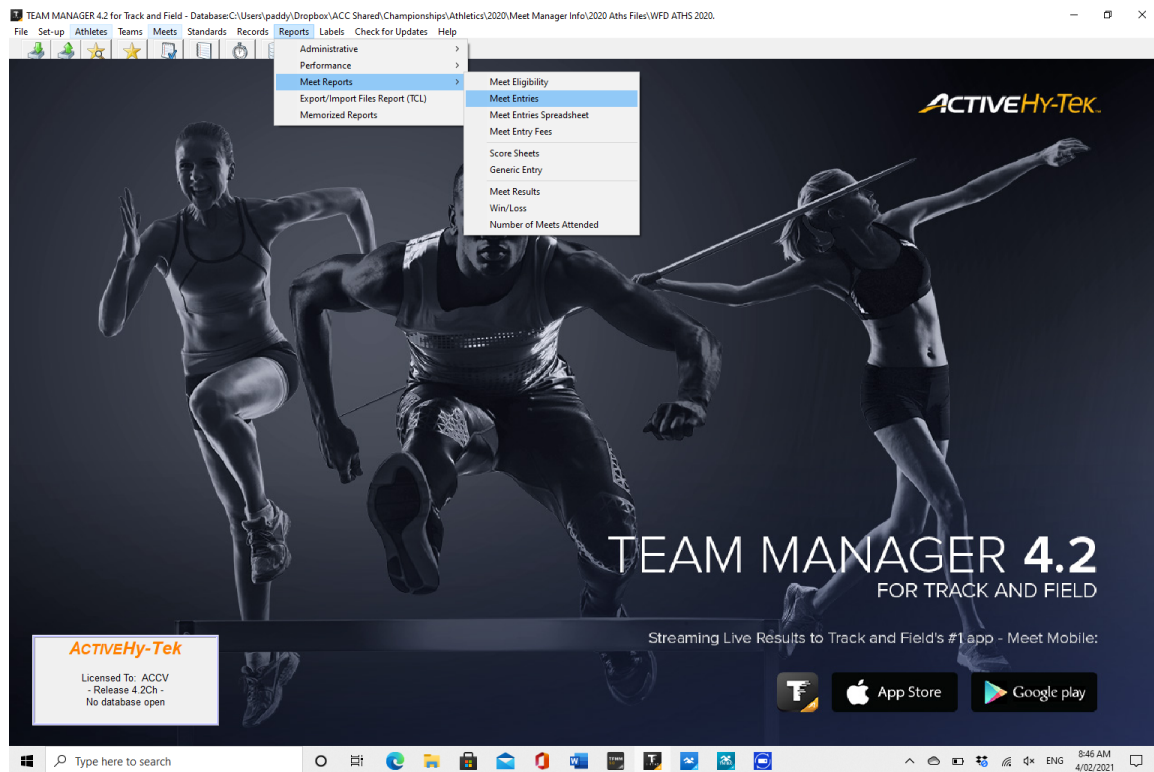 TEAM MANAGER 4.2 for Track and Field - Database:C:\Users\paddy\Dropbox\ACC Shared\Championships\Athletics\2020\Meet Manager Info\2020 Aths Files\WFD ATHS 2020.
File Set-up Athletes Teams Meets Standards Records Reports Labels Check for Updates Help
Administrative
Performance
Meet Reports
Export/Import Files Report (TCL)
Memorized Reports
Meet Eligibility
Meet Entries
Meet Entries Spreadsheet
Meet Entry Fees
Score Sheets
Generic Entry
Meet Results
Win/Loss
Number of Meets Attended
ACTIVEHy-Tek
TEAM MANAGER 4.2
FOR TRACK AND FIELD
Streaming Live Results to Track and Field's #1 app - Meet Mobile:
App Store
Google play
ACTIVEHy-Tek
Licensed To: ACCV
- Release 4.2Ch -
No database open
Type here to search
ENG
8:46 AM
4/02/2021